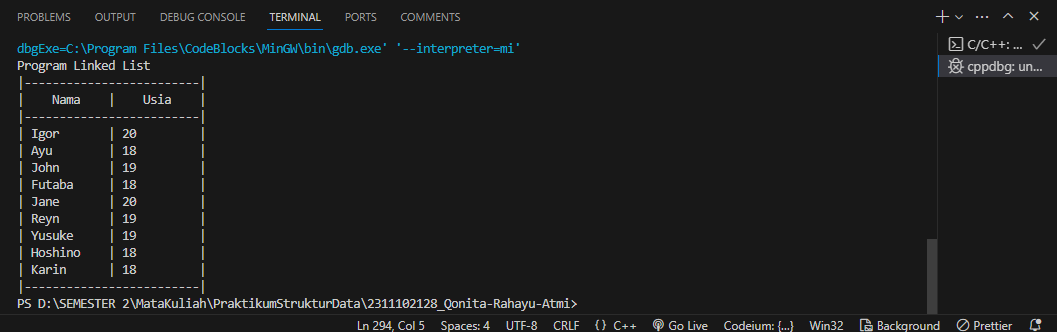 PROBLEMS OUTPUT DEBUG CONSOLE TERMINAL PORTS COMMENTS
dbgExe=C:\Program Files\CodeBlocks\MinGW\bin\gdb.exe' '--interpreter=mi'
C/C++: ...
Program Linked List
cppdbg: un...
|-------------------------|
| Nama | Usia |
|-------------------------|
| Igor | 20 |
| Ayu | 18 |
| John | 19 |
| Futaba | 18 |
| Jane | 20 |
| Reyn | 19 |
| Yusuke | 19 |
| Hoshino | 18 |
| Karin | 18 |
|-------------------------|
PS D:\SEMESTER 2\MataKuliah\PraktikumStrukturData\2311102128_Qonita-Rahayu-Atmi>
Ln 294, Col 5 Spaces: 4 UTF-8 CRLF {} C++ Go Live Codeium: {...} Win32 Background Prettier